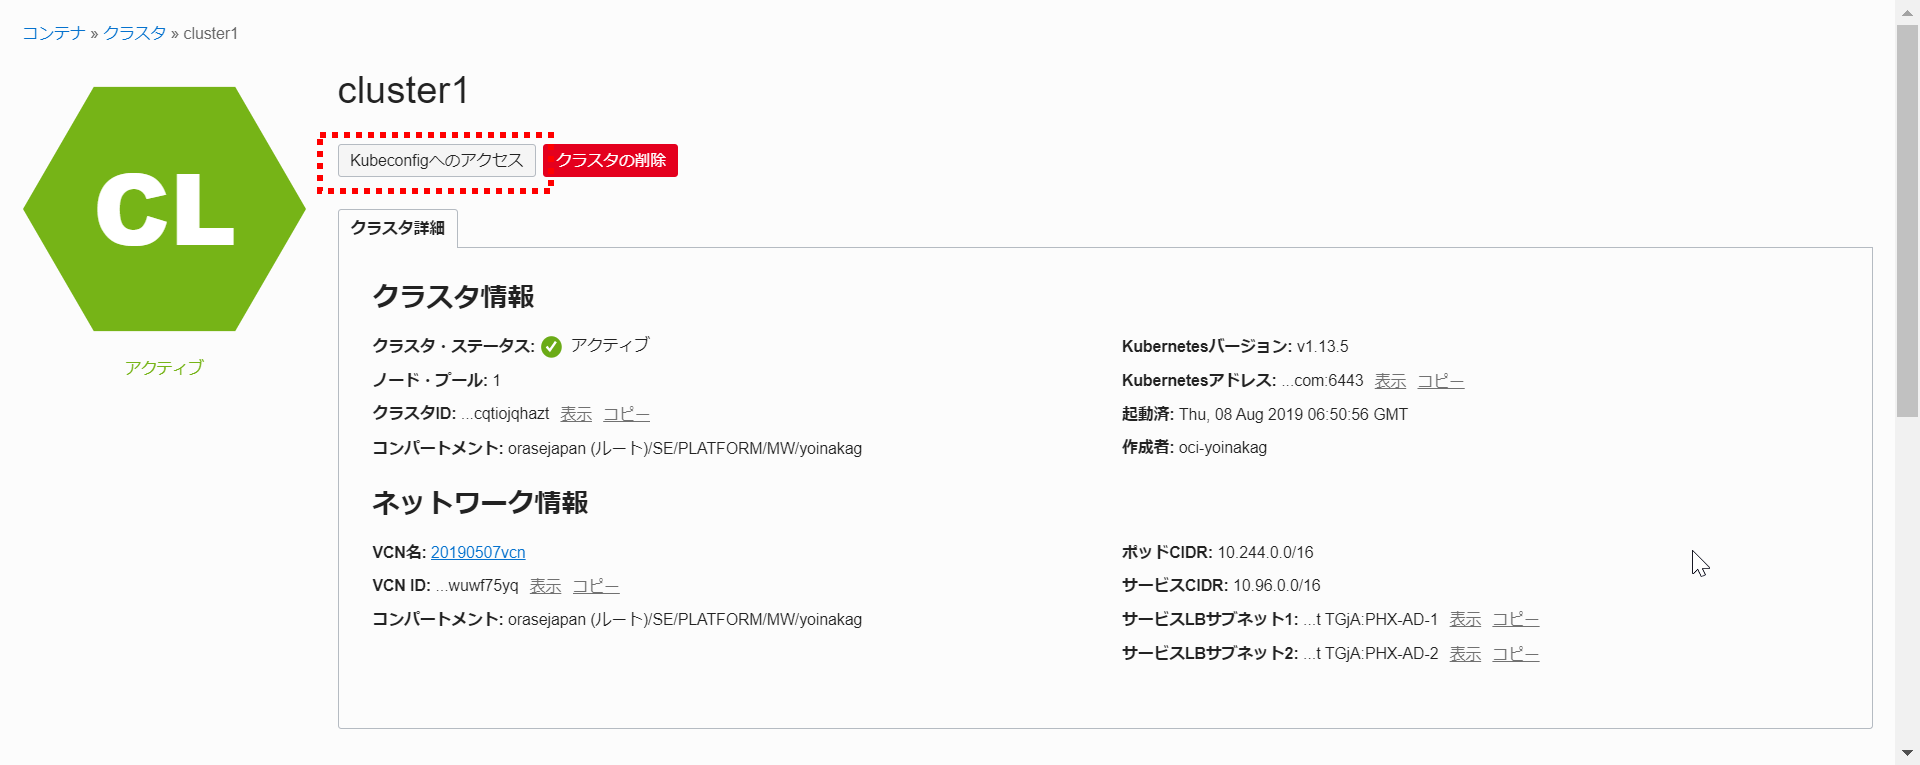 コンテナ » クラスタ » cluster1
CL
アクティブ
cluster1
Kubeconfigへのアクセス クラスタの削除
クラスタ詳細
クラスタ情報
クラスタ・ステータス: アクティブ
ノード・プール: 1
クラスタID: ...cqtiojqhazt 表示 コピー
コンパートメント: orasejapan (ルート)/SE/PLATFORM/MW/yoinakag
Kubernetesバージョン: v1.13.5
Kubernetesアドレス: ...com:6443 表示 コピー
起動済: Thu, 08 Aug 2019 06:50:56 GMT
作成者: oci-yoinakag
ネットワーク情報
VCN名: 20190507vcn
VCN ID: ...wuwf75yq 表示 コピー
コンパートメント: orasejapan (ルート)/SE/PLATFORM/MW/yoinakag
ポッドCIDR: 10.244.0.0/16
サービスCIDR: 10.96.0.0/16
サービスLBサブネット1: ...t TGjA:PHX-AD-1 表示 コピー
サービスLBサブネット2: ...t TGjA:PHX-AD-2 表示 コピー